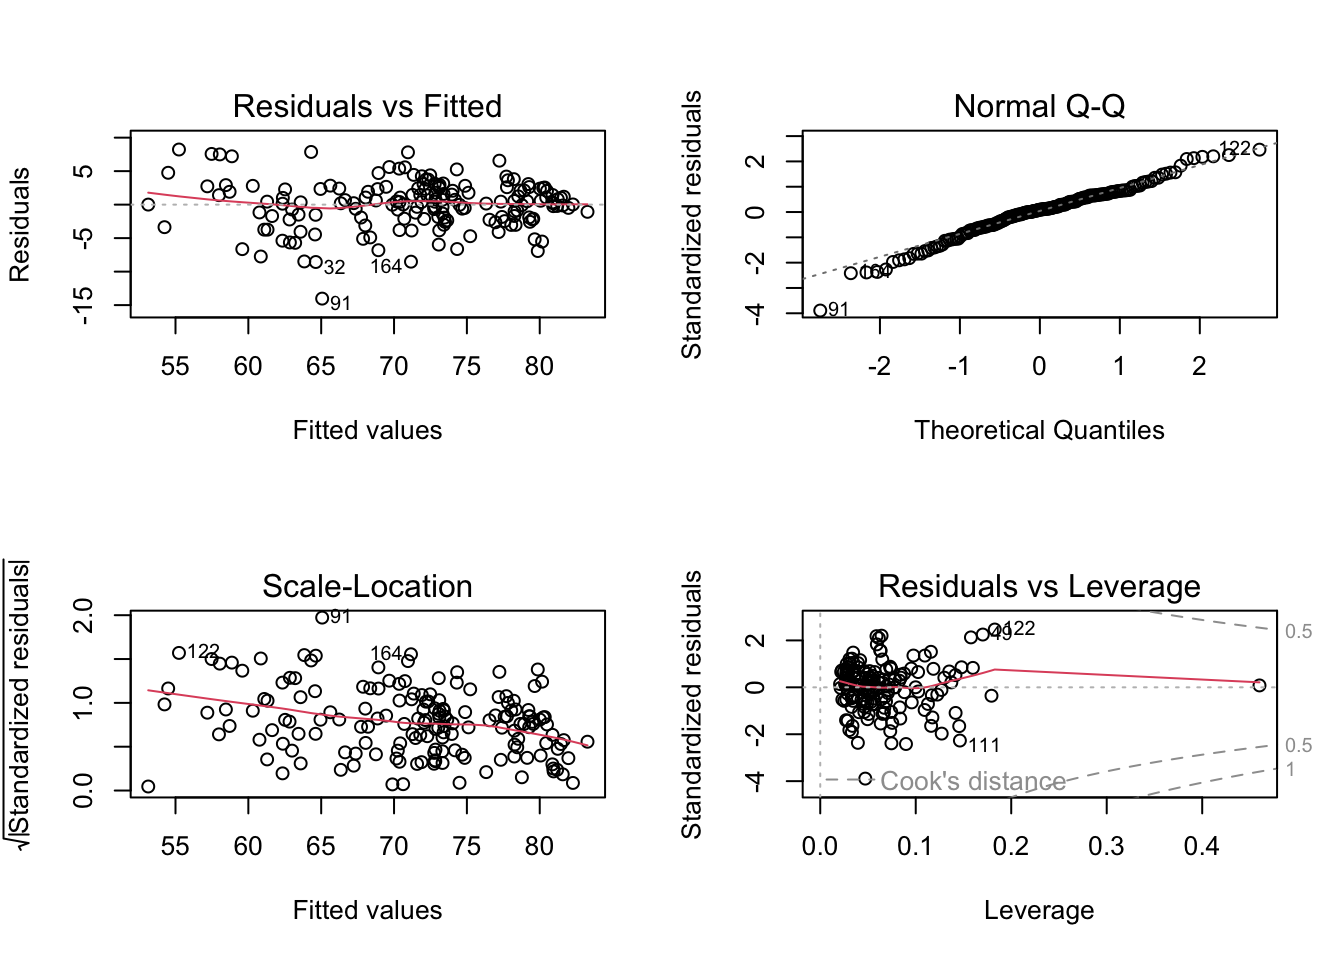 Residuals vs Fitted
Residuals
5
-5
-15
32
164
91
55 60 65 70 75 80
Fitted values
Normal Q-Q
Standardized residuals
2
0
-2
-4
122
164
91
-2 -1 0 1 2
Theoretical Quantiles
Scale-Location
√|Standardized residuals|
2.0
1.0
0.0
91
122
164
55 60 65 70 75 80
Fitted values
Residuals vs Leverage
Standardized residuals
2
0
-2
-4
122
111
Cook's distance
0.5
0.5
1
0.0 0.1 0.2 0.3 0.4
Leverage